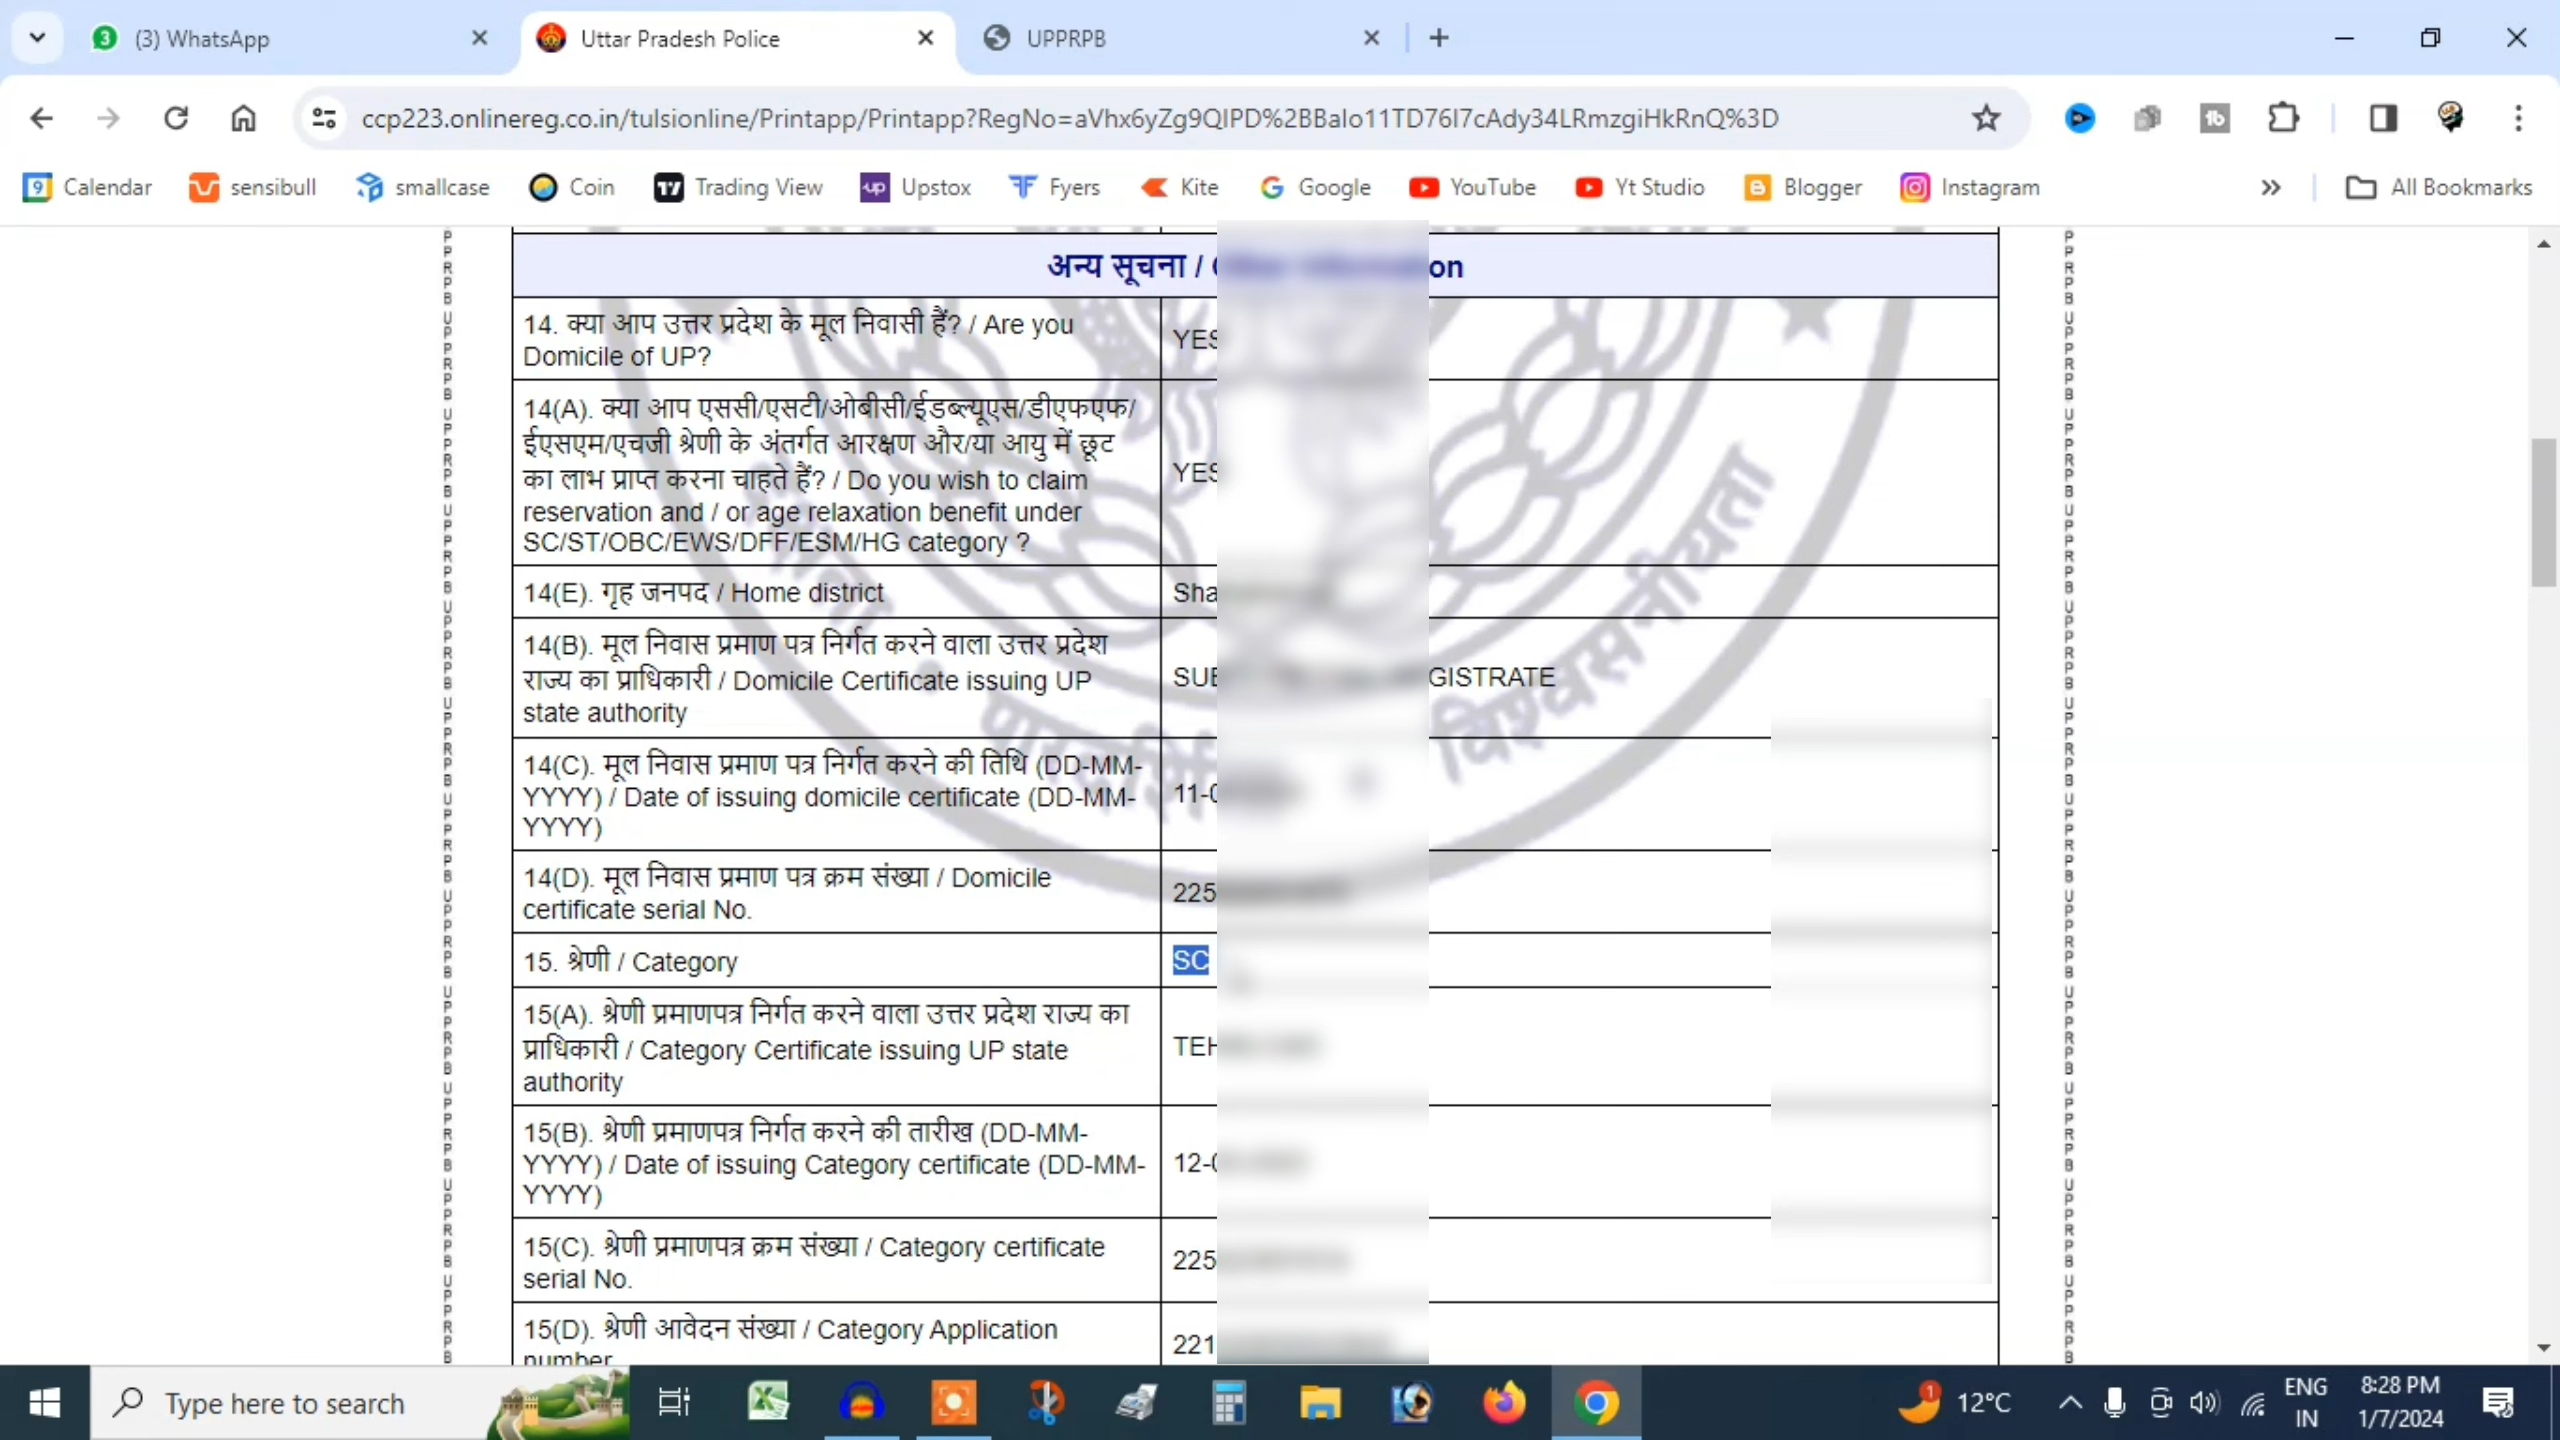 (3) WhatsApp
Uttar Pradesh Police
UPPRPB
ccp223.onlinereg.co.in/tulsionline/Printapp/Printapp?RegNo=aVhx6yZg9QIPD%2BBaIo11TD76I7cAdy34LRmzgiHkRnQ%3D
Calendar
sensibull
smallcase
Coin
Trading View
Upstox
Fyers
Kite
Google
YouTube
Yt Studio
Blogger
Instagram
All Bookmarks
अन्य सूचना /
14. क्या आप उत्तर प्रदेश के मूल निवासी हैं? / Are you
Domicile of UP?
YES
14(A). क्या आप एससी/एसटी/ओबीसी/ईडब्ल्यूएस/डीएफएफ/
ईएसएम/एचजी श्रेणी के अंतर्गत आरक्षण और/या आयु में छूट
का लाभ प्राप्त करना चाहते हैं? / Do you wish to claim
reservation and / or age relaxation benefit under
SC/ST/OBC/EWS/DFF/ESM/HG category ?
YES
14(E). गृह जनपद / Home district
Sha
14(B). मूल निवास प्रमाण पत्र निर्गत करने वाला उत्तर प्रदेश
राज्य का प्राधिकारी / Domicile Certificate issuing UP
state authority
GISTRATE
14(C). मूल निवास प्रमाण पत्र निर्गत करने की तिथि (DD-MM-
YYYY) / Date of issuing domicile certificate (DD-MM-
YYYY)
11-0
14(D). मूल निवास प्रमाण पत्र क्रम संख्या / Domicile
certificate serial No.
225
15. श्रेणी / Category
SC
15(A). श्रेणी प्रमाणपत्र निर्गत करने वाला उत्तर प्रदेश राज्य का
प्राधिकारी / Category Certificate issuing UP state
authority
TEH
15(B). श्रेणी प्रमाणपत्र निर्गत करने की तारीख (DD-MM-
YYYY) / Date of issuing Category certificate (DD-MM-
YYYY)
12-0
15(C). श्रेणी प्रमाणपत्र क्रम संख्या / Category certificate
serial No.
225
15(D). श्रेणी आवेदन संख्या / Category Application
number
221
विश्वसनीयता
Type here to search
12°C
ENG
IN
8:28 PM
1/7/2024